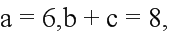 a = 6,b + c = 8,